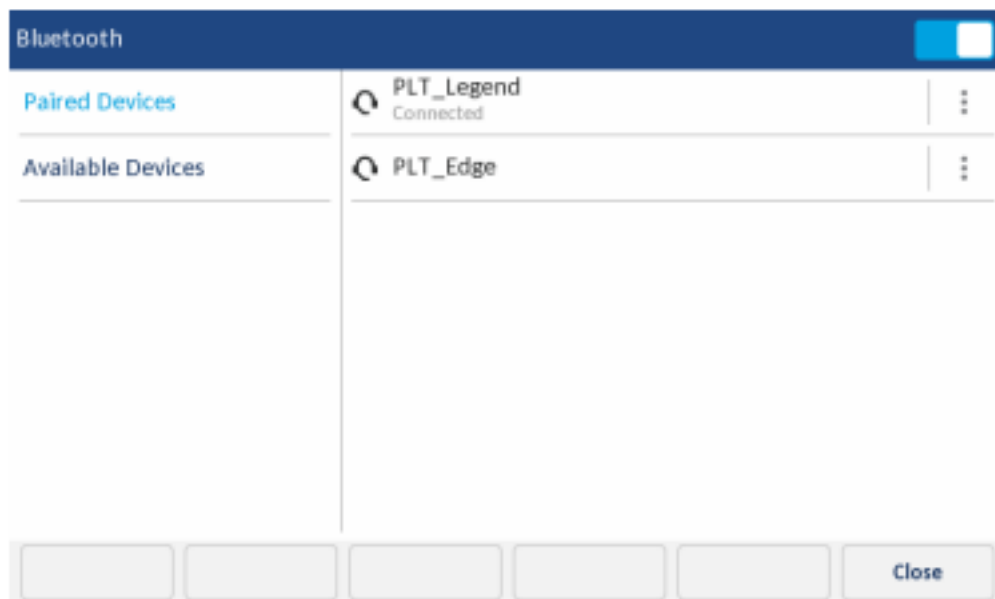 Bluetooth
Paired Devices
Available Devices
PLT_Legend
Connected
PLT_Edge
Close